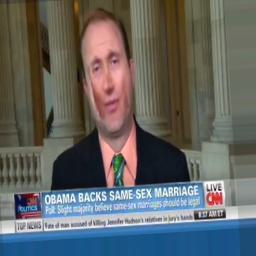 OBAMA BACKS SAME-SEX MARRIAGE
LIVE
CNN
CNN
POLITICS
Poll: Slight majority believe same-sex marriages should be legal
8:37 AM ET
TOP NEWS
Fate of man accused of killing Jennifer Hudson's relatives in jury's hands